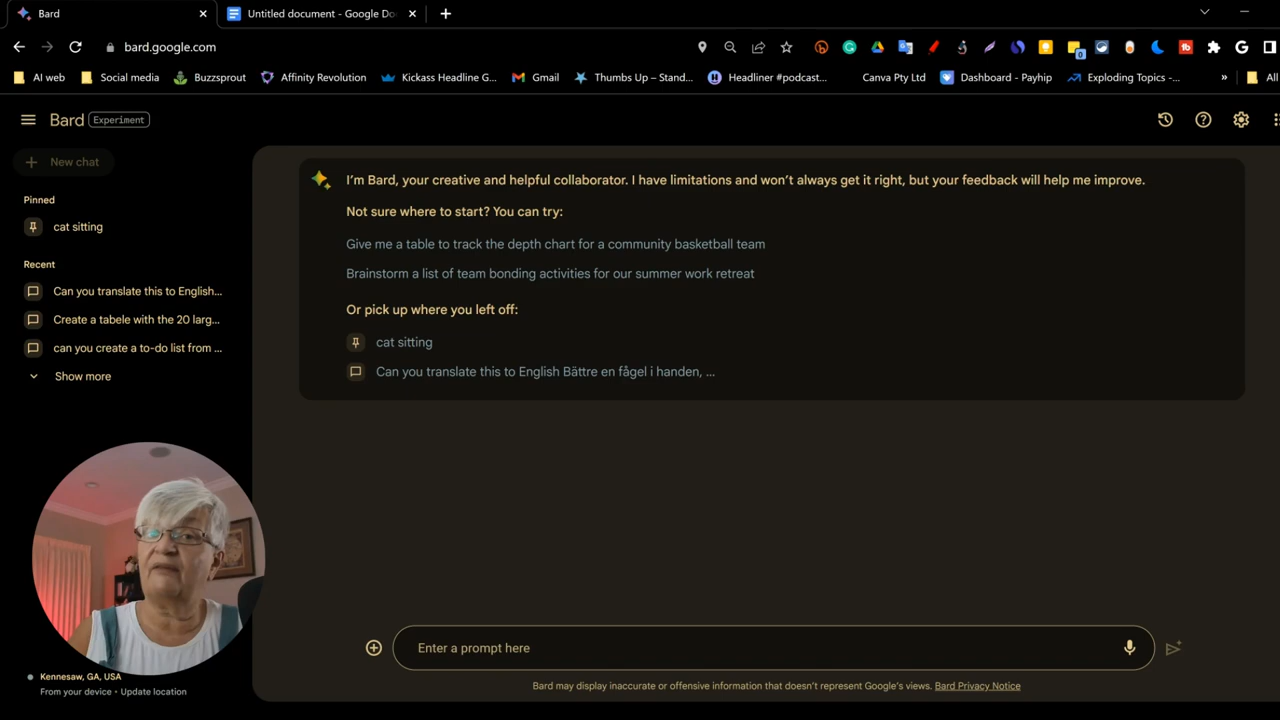 Bard
Untitled document - Google Do
bard.google.com
AI web
Social media
Buzzsprout
Affinity Revolution
Kickass Headline G...
Gmail
Thumbs Up – Stand...
Headliner #podcast...
Canva Pty Ltd
Dashboard - Payhip
Exploding Topics -...
»
All
Bard
Experiment
+ New chat
Pinned
cat sitting
Recent
Can you translate this to English...
Create a tabele with the 20 larg...
can you create a to-do list from ...
Show more
I'm Bard, your creative and helpful collaborator. I have limitations and won't always get it right, but your feedback will help me improve.
Not sure where to start? You can try:
Give me a table to track the depth chart for a community basketball team
Brainstorm a list of team bonding activities for our summer work retreat
Or pick up where you left off:
cat sitting
Can you translate this to English Bättre en fågel i handen, ...
Enter a prompt here
Bard may display inaccurate or offensive information that doesn't represent Google's views. Bard Privacy Notice
Kennesaw, GA, USA
From your device • Update location